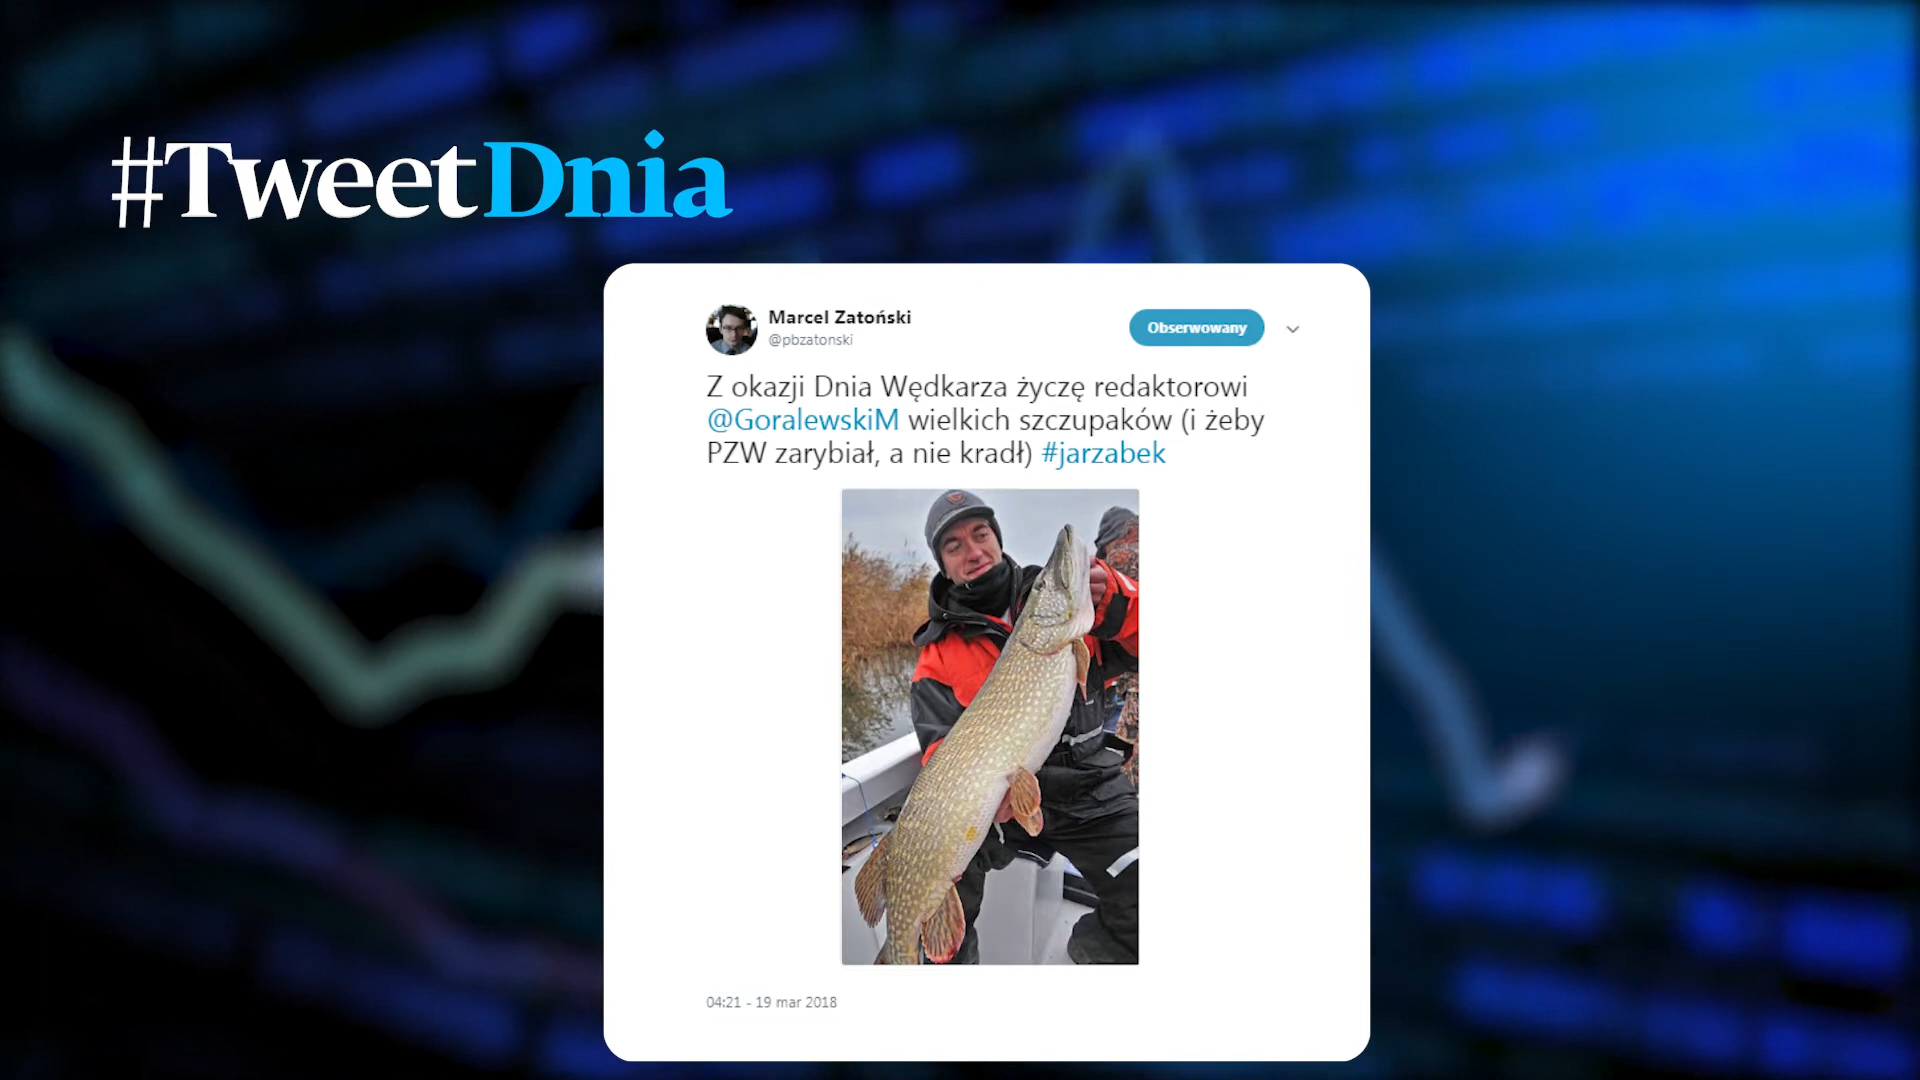 #TweetDnia
Marcel Zatoński
@pbzatonski
Obserwowany
Z okazji Dnia Wędkarza życzę redaktorowi
@GoralewskiM wielkich szczupaków (i żeby
PZW zarybiał, a nie kradł) #jarzabek
04:21 - 19 mar 2018